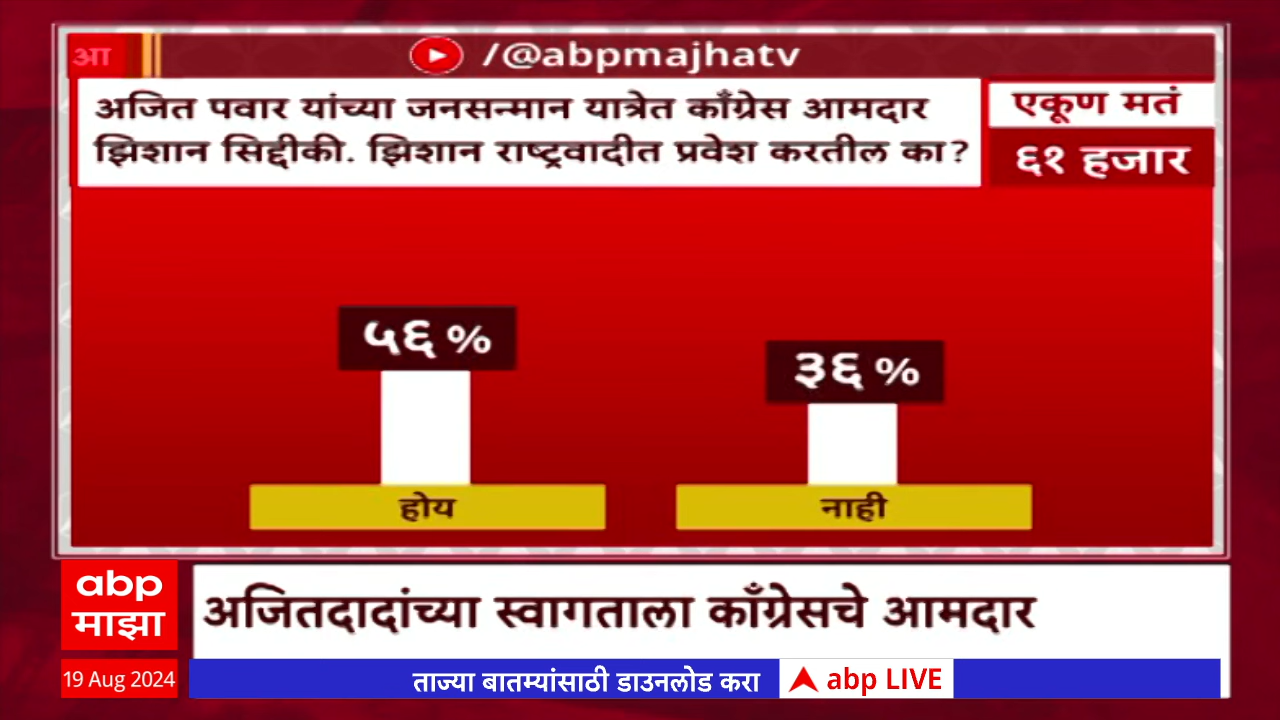 आ
/@abpmajhatv
अजित पवार यांच्या जनसन्मान यात्रेत काँग्रेस आमदार
झिशान सिद्दीकी. झिशान राष्ट्रवादीत प्रवेश करतील का?
एकूण मतं
६१ हजार
५६%
३६%
होय
नाही
abp
माझा
अजितदादांच्या स्वागताला काँग्रेसचे आमदार
19 Aug 2024
ताज्या बातम्यांसाठी डाउनलोड करा
abp LIVE